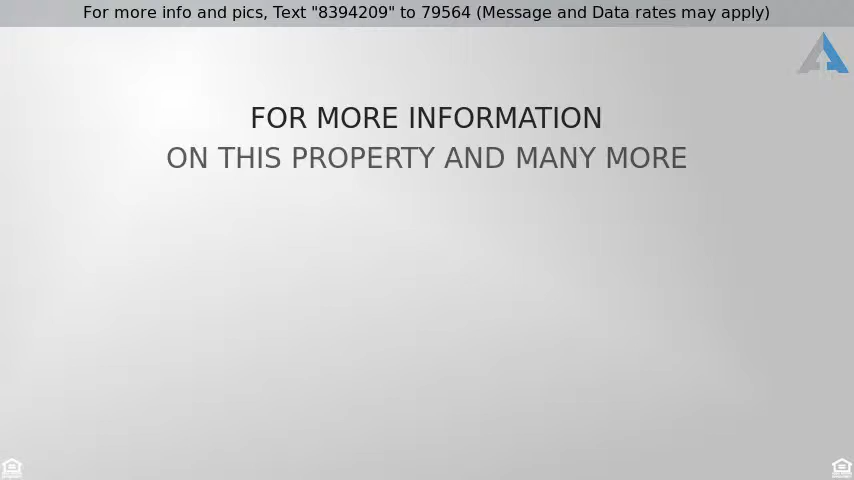 For more info and pics, Text "8394209" to 79564 (Message and Data rates may apply)
FOR MORE INFORMATION
ON THIS PROPERTY AND MANY MORE